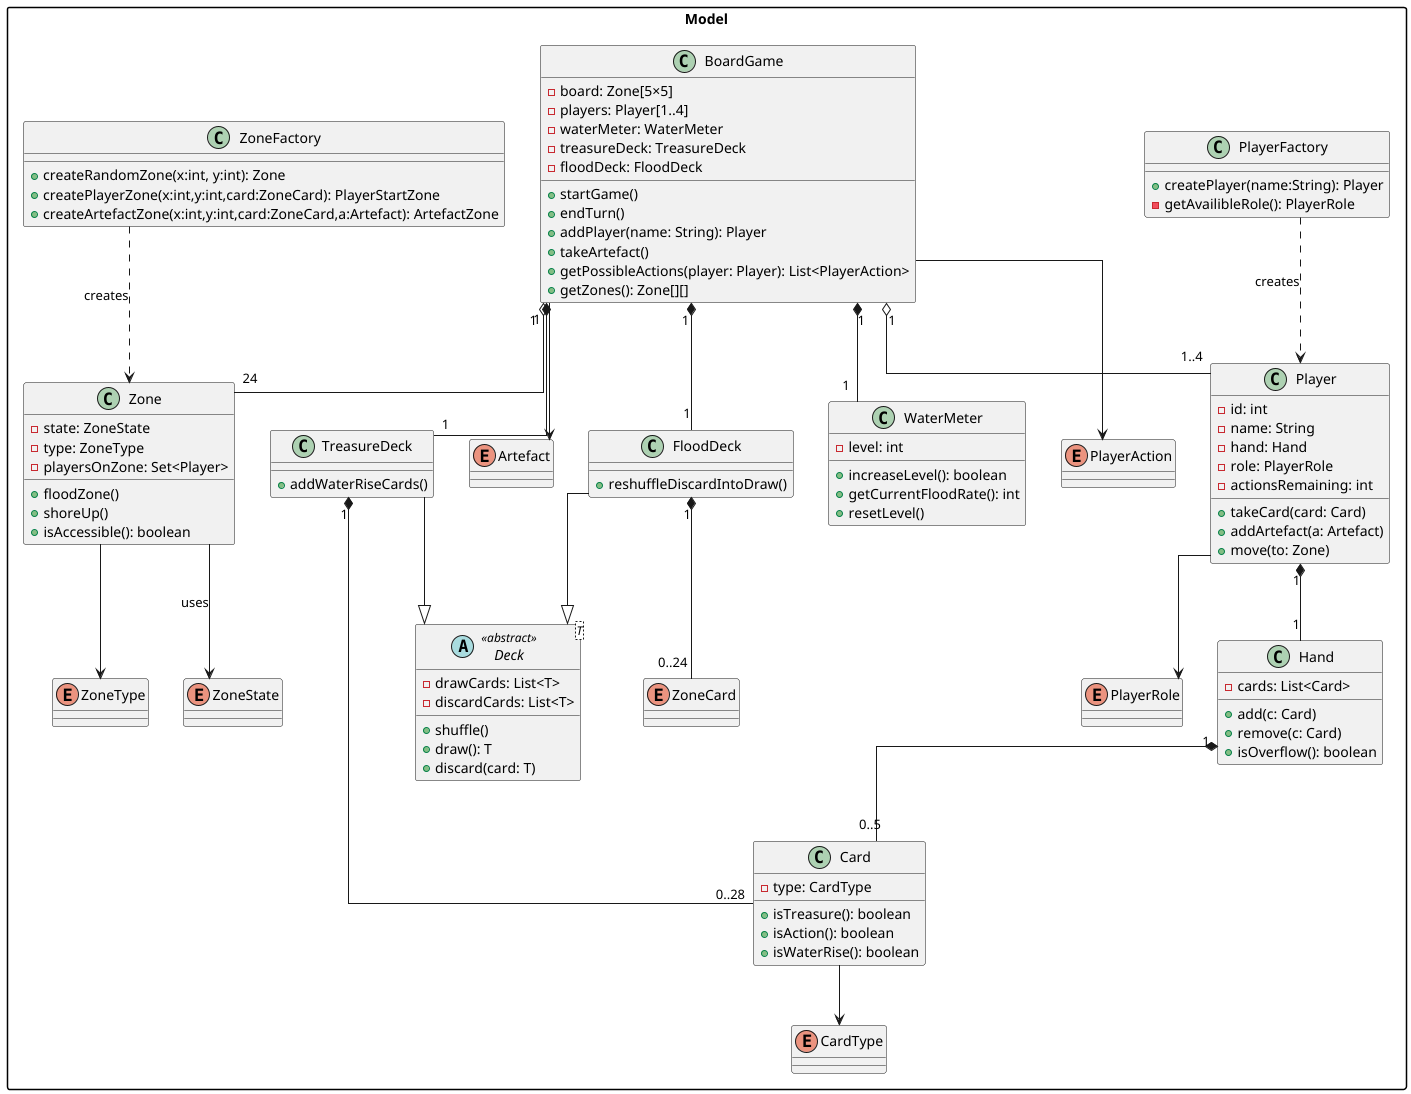 Model
C BoardGame
board: Zone[5×5]
players: Player[1..4]
waterMeter: WaterMeter
treasureDeck: TreasureDeck
floodDeck: FloodDeck
startGame()
endTurn()
addPlayer(name: String): Player
takeArtefact()
getPossibleActions(player: Player): List<PlayerAction>
getZones(): Zone[][]
C ZoneFactory
createRandomZone(x:int, y:int): Zone
createPlayerZone(x:int,y:int,card:ZoneCard): PlayerStartZone
createArtefactZone(x:int,y:int,card:ZoneCard,a:Artefact): ArtefactZone
C PlayerFactory
createPlayer(name:String): Player
getAvailibleRole(): PlayerRole
creates
creates
1
1
1
1
1
24
1
1
1
1..4
C Zone
state: ZoneState
type: ZoneType
playersOnZone: Set<Player>
floodZone()
shoreUp()
isAccessible(): boolean
C TreasureDeck
addWaterRiseCards()
E Artefact
C FloodDeck
reshuffleDiscardIntoDraw()
C WaterMeter
level: int
increaseLevel(): boolean
getCurrentFloodRate(): int
resetLevel()
E PlayerAction
C Player
id: int
name: String
hand: Hand
role: PlayerRole
actionsRemaining: int
takeCard(card: Card)
addArtefact(a: Artefact)
move(to: Zone)
uses
1
1
1
0..24
1
E ZoneType
E ZoneState
T
A «abstract»
Deck
drawCards: List<T>
discardCards: List<T>
shuffle()
draw(): T
discard(card: T)
E ZoneCard
E PlayerRole
C Hand
cards: List<Card>
add(c: Card)
remove(c: Card)
isOverflow(): boolean
1
0..5
0..28
C Card
type: CardType
isTreasure(): boolean
isAction(): boolean
isWaterRise(): boolean
E CardType